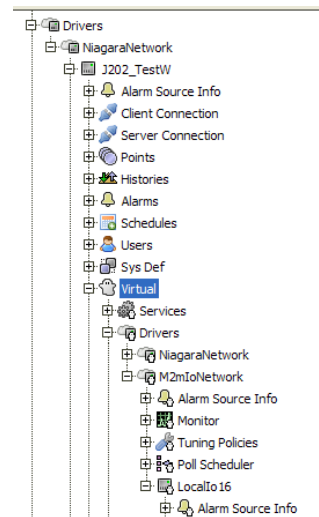 Drivers
NiagaraNetwork
J202_TestW
Alarm Source Info
Client Connection
Server Connection
Points
Histories
Alarms
Schedules
Users
Sys Def
Virtual
Services
Drivers
NiagaraNetwork
M2mIoNetwork
Alarm Source Info
Monitor
Tuning Policies
Poll Scheduler
LocalIo16
Alarm Source Info